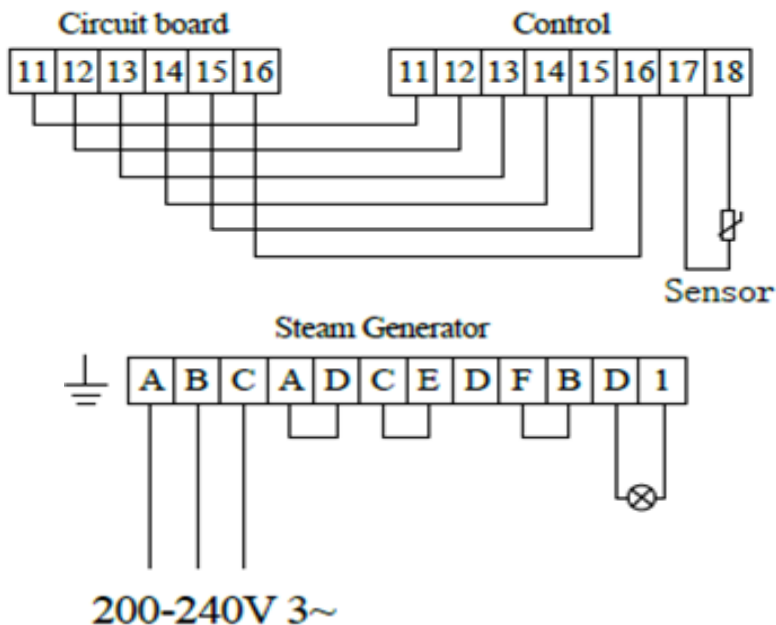 Circuit board Control
11 12 13 14 15 16 11 12 13 14 15 16 17 18
Sensor
Steam Generator
A B C A D C E D F B D 1
200-240V 3~